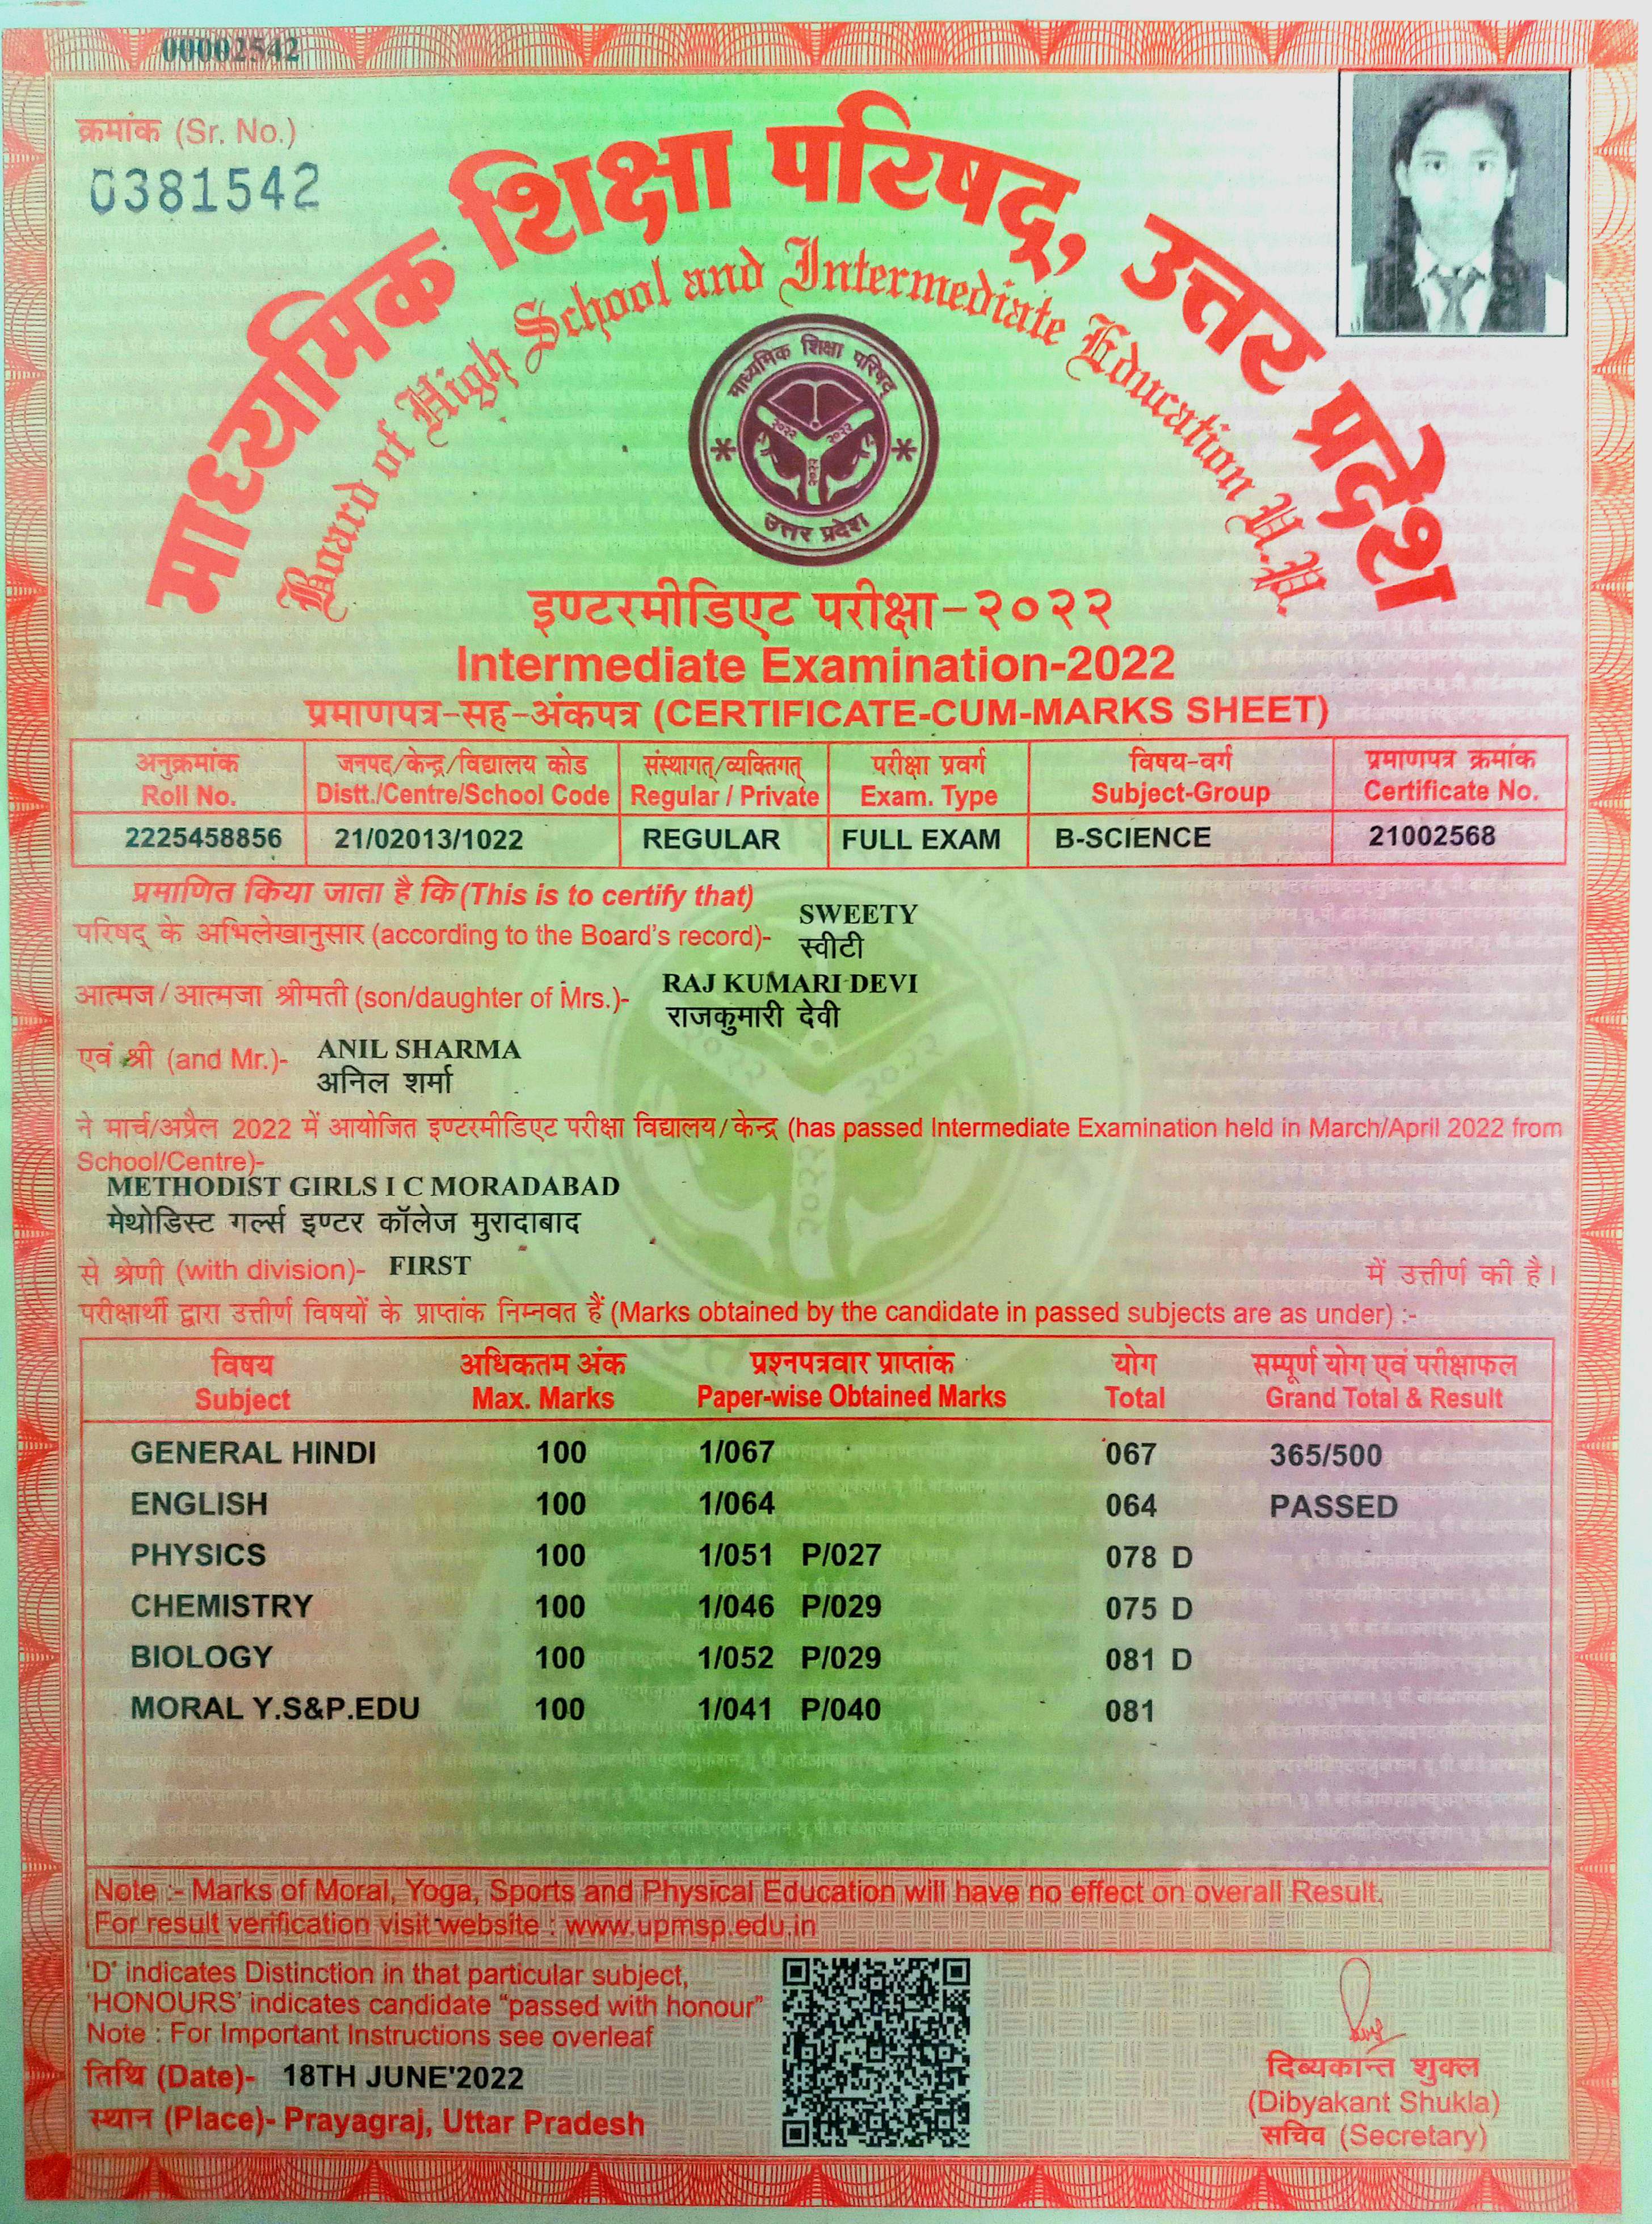 00002542
क्रमांक (Sr. No.)
0381542
माध्यमिक शिक्षा परिषद्, उत्तर प्रदेश
Board of High School and Intermediate Education U.P.
माध्यमिक शिक्षा परिषद्
२०२२ २०२२
२०२२
उत्तर प्रदेश
इण्टरमीडिएट परीक्षा-२०२२
Intermediate Examination-2022
प्रमाणपत्र-सह-अंकपत्र (CERTIFICATE-CUM-MARKS SHEET)
अनुक्रमांक जनपद/केन्द्र/विद्यालय कोड संस्थागत्/व्यक्तिगत् परीक्षा प्रवर्ग विषय-वर्ग प्रमाणपत्र क्रमांक
Roll No. Distt./Centre/School Code Regular / Private Exam. Type Subject-Group Certificate No.
2225458856 21/02013/1022 REGULAR FULL EXAM B-SCIENCE 21002568
प्रमाणित किया जाता है कि (This is to certify that)
SWEETY
परिषद् के अभिलेखानुसार (according to the Board's record)- स्वीटी
RAJ KUMARI DEVI
आत्मज/आत्मजा श्रीमती (son/daughter of Mrs.)- राजकुमारी देवी
एवं श्री (and Mr.)- ANIL SHARMA
अनिल शर्मा
ने मार्च/अप्रैल 2022 में आयोजित इण्टरमीडिएट परीक्षा विद्यालय/केन्द्र (has passed Intermediate Examination held in March/April 2022 from
School/Centre)-
METHODIST GIRLS I C MORADABAD
मेथोडिस्ट गर्ल्स इण्टर कॉलेज मुरादाबाद
से श्रेणी (with division)- FIRST में उत्तीर्ण की है।
परीक्षार्थी द्वारा उत्तीर्ण विषयों के प्राप्तांक निम्नवत हैं (Marks obtained by the candidate in passed subjects are as under) :-
विषय अधिकतम अंक प्रश्नपत्रवार प्राप्तांक योग सम्पूर्ण योग एवं परीक्षाफल
Subject Max. Marks Paper-wise Obtained Marks Total Grand Total & Result
GENERAL HINDI 100 1/067 067 365/500
ENGLISH 100 1/064 064 PASSED
PHYSICS 100 1/051 P/027 078 D
CHEMISTRY 100 1/046 P/029 075 D
BIOLOGY 100 1/052 P/029 081 D
MORAL Y.S&P.EDU 100 1/041 P/040 081
Note :- Marks of Moral, Yoga, Sports and Physical Education will have no effect on overall Result.
For result verification visit website : www.upmsp.edu.in
'D' indicates Distinction in that particular subject,
'HONOURS' indicates candidate "passed with honour"
Note : For Important Instructions see overleaf
तिथि (Date)- 18TH JUNE'2022
स्थान (Place)- Prayagraj, Uttar Pradesh
दिब्यकान्त शुक्ल
(Dibyakant Shukla)
सचिव (Secretary)